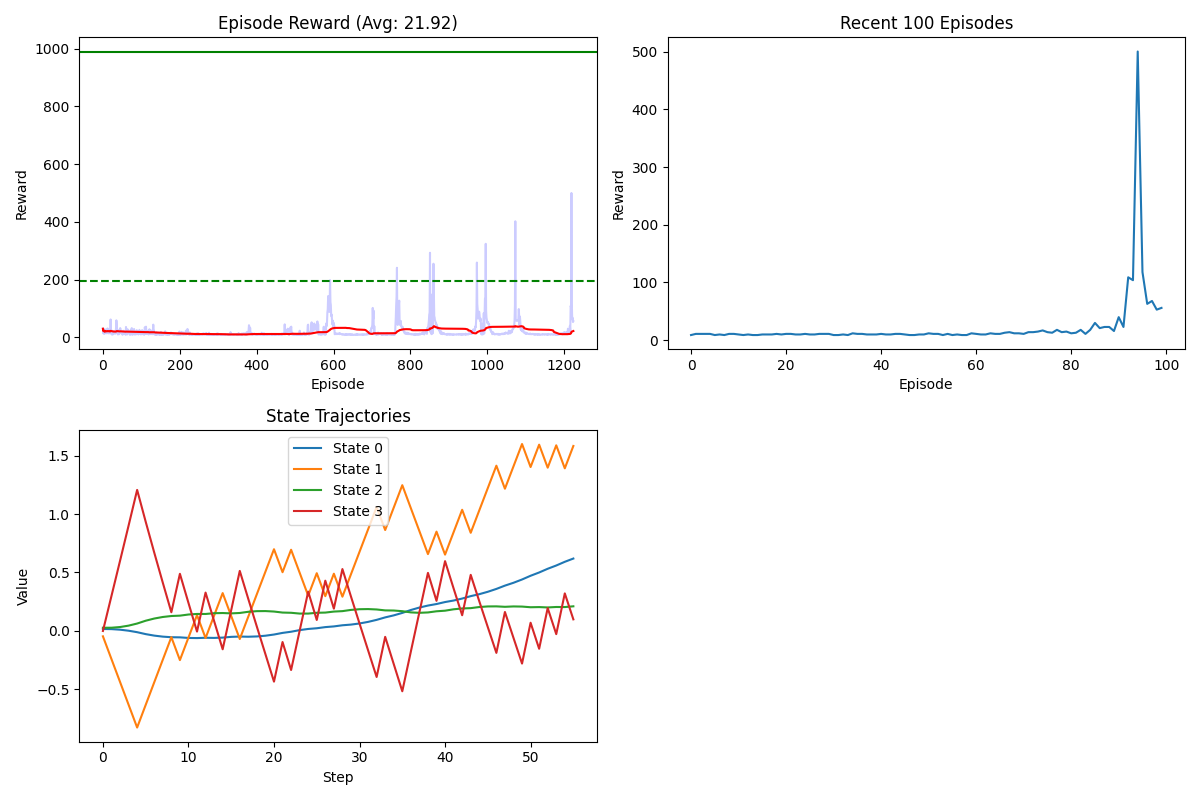 Episode Reward (Avg: 21.92)
Reward
1000
800
600
400
200
0
0 200 400 600 800 1000 1200
Episode
Recent 100 Episodes
Reward
500
400
300
200
100
0
0 20 40 60 80 100
Episode
State Trajectories
Value
1.5
1.0
0.5
0.0
−0.5
State 0
State 1
State 2
State 3
0 10 20 30 40 50
Step